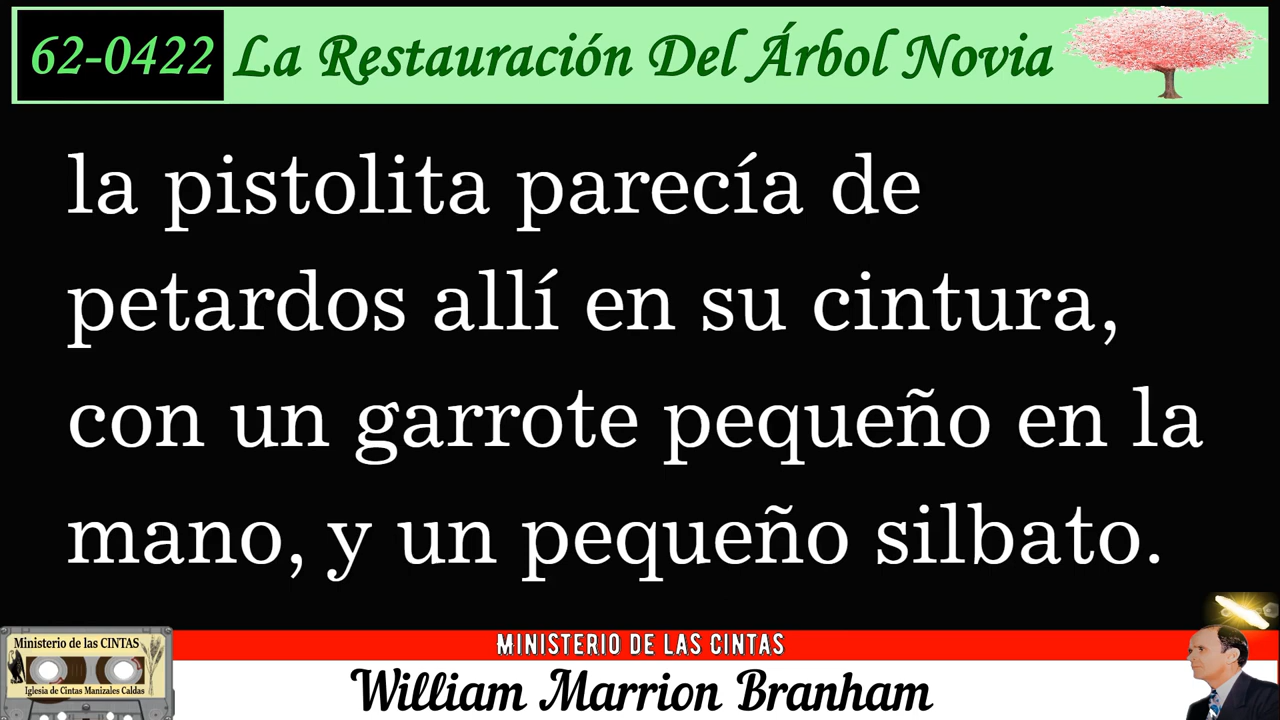 62-0422 La Restauración Del Árbol Novia
la pistolita parecía de
petardos allí en su cintura,
con un garrote pequeño en la
mano, y un pequeño silbato.
MINISTERIO DE LAS CINTAS
William Marrion Branham
Ministerio de las CINTAS
Iglesia de Cintas Manizales Caldas